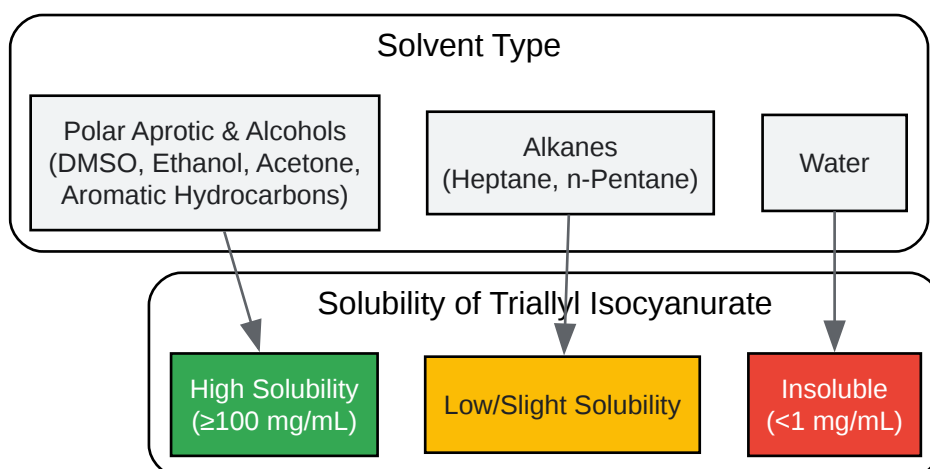 Solvent Type
Polar Aprotic & Alcohols
(DMSO, Ethanol, Acetone,
Aromatic Hydrocarbons)
Alkanes
(Heptane, n-Pentane)
Water
Solubility of Triallyl Isocyanurate
High Solubility
(≥100 mg/mL)
Low/Slight Solubility
Insoluble
(<1 mg/mL)